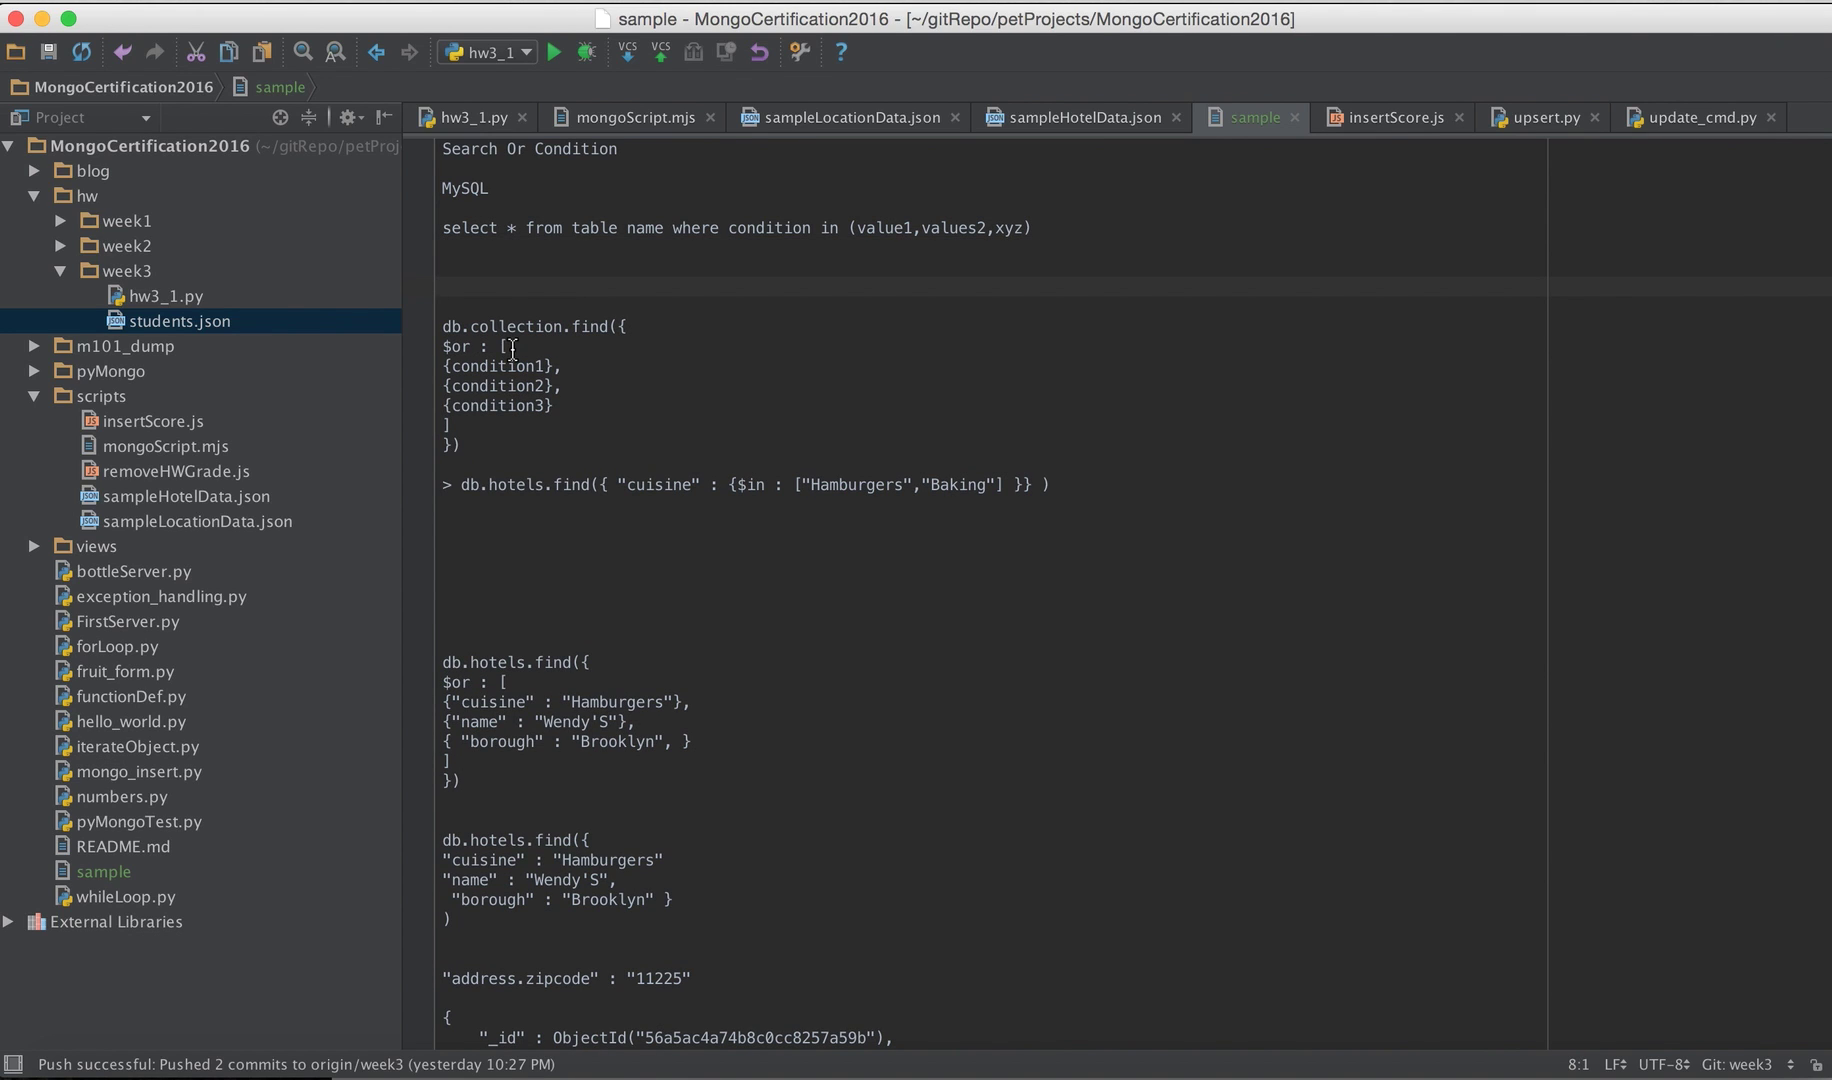 sample - MongoCertification2016 - [~/gitRepo/petProjects/MongoCertification2016]
hw3_1
VCS
VCS
?
MongoCertification2016
sample
Project
hw3_1.py
mongoScript.mjs
sampleLocationData.json
sampleHotelData.json
sample
insertScore.js
upsert.py
update_cmd.py
MongoCertification2016 (~/gitRepo/petProj
blog
hw
week1
week2
week3
hw3_1.py
students.json
m101_dump
pyMongo
scripts
insertScore.js
mongoScript.mjs
removeHWGrade.js
sampleHotelData.json
sampleLocationData.json
views
bottleServer.py
exception_handling.py
FirstServer.py
forLoop.py
fruit_form.py
functionDef.py
hello_world.py
iterateObject.py
mongo_insert.py
numbers.py
pyMongoTest.py
README.md
sample
whileLoop.py
External Libraries
Search Or Condition
MySQL
select * from table name where condition in (value1,values2,xyz)
db.collection.find({
$or : [
{condition1},
{condition2},
{condition3}
]
})
> db.hotels.find({ "cuisine" : {$in : ["Hamburgers","Baking"] }} )
db.hotels.find({
$or : [
{"cuisine" : "Hamburgers"},
{"name" : "Wendy'S"},
{ "borough" : "Brooklyn", }
]
})
db.hotels.find({
"cuisine" : "Hamburgers"
"name" : "Wendy'S",
"borough" : "Brooklyn" }
)
"address.zipcode" : "11225"
{
"_id" : ObjectId("56a5ac4a74b8c0cc8257a59b"),
Push successful: Pushed 2 commits to origin/week3 (yesterday 10:27 PM)
8:1 LF UTF-8 Git: week3